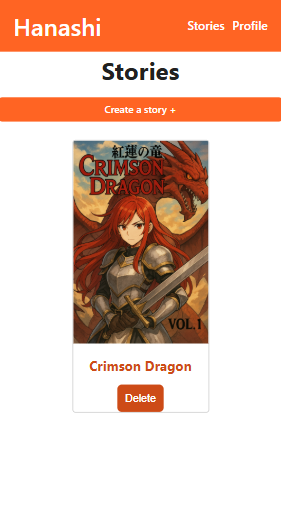 Hanashi
Stories Profile
Stories
Create a story +
紅蓮の竜
CRIMSON
DRAGON
VOL.1
Crimson Dragon
Delete